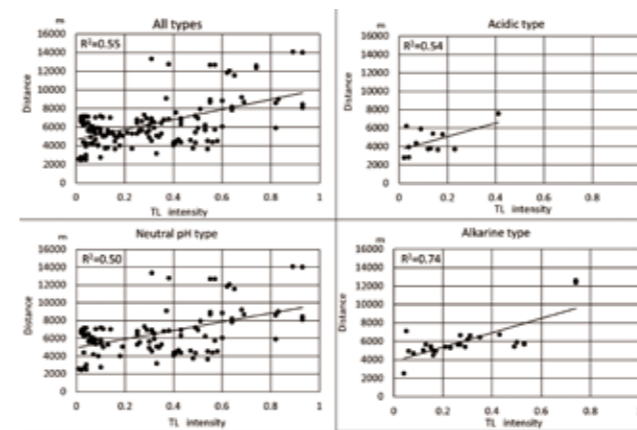 All types
m
16000
R²=0.55
14000
12000
10000
8000
6000
4000
2000
0
Distance
0 0.2 0.4 0.6 0.8 1
TL intensity
Acidic type
m
16000
R²=0.54
14000
12000
10000
8000
6000
4000
2000
0
Distance
0 0.2 0.4 0.6 0.8
TL intensity
Neutral pH type
m
16000
R²=0.50
14000
12000
10000
8000
6000
4000
2000
0
Distance
0 0.2 0.4 0.6 0.8 1
TL intensity
Alkarine type
m
16000
R²=0.74
14000
12000
10000
8000
6000
4000
2000
0
Distance
0 0.2 0.4 0.6 0.8
TL intensity